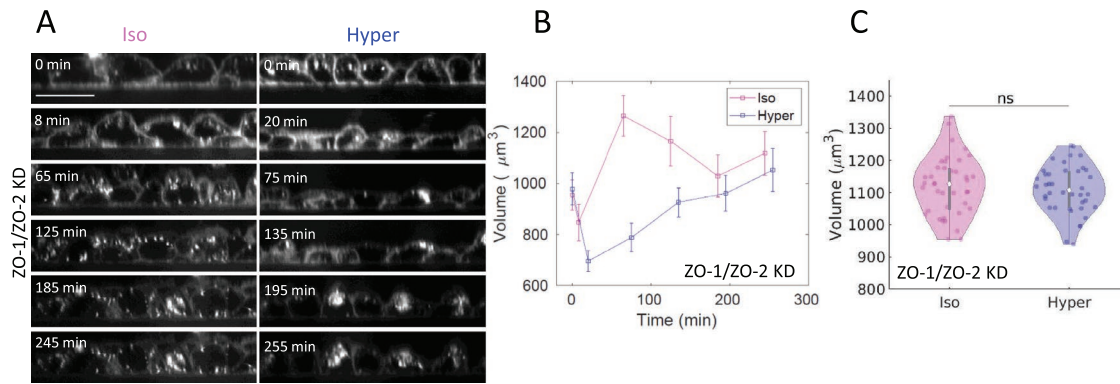 A
Iso
Hyper
ZO-1/ZO-2 KD
0 min
0 min
8 min
20 min
65 min
75 min
125 min
135 min
185 min
195 min
245 min
255 min
B
Volume ( μm³)
1400
1200
1000
800
600
0
100
200
300
Time (min)
Iso
Hyper
ZO-1/ZO-2 KD
C
Volume (μm³)
1400
1300
1200
1100
1000
900
800
ns
ZO-1/ZO-2 KD
Iso
Hyper